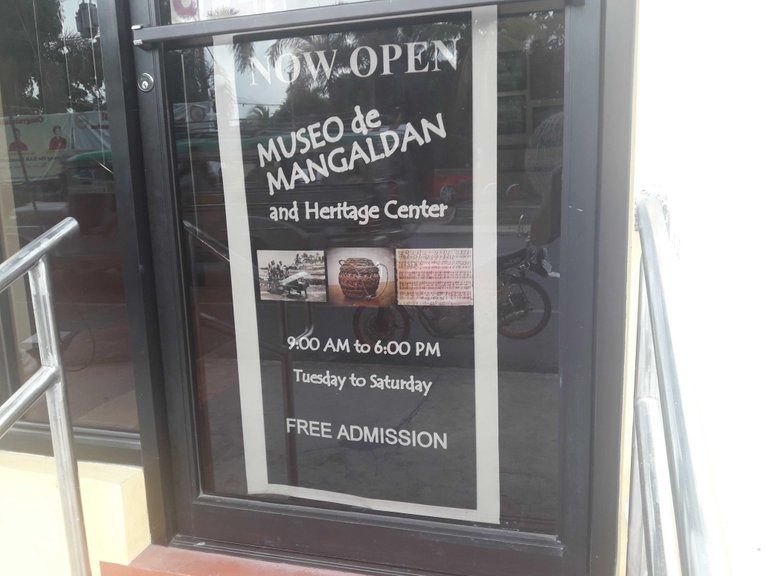 NOW OPEN
MUSEO de
MANGALDAN
and Heritage Center
9:00 AM to 6:00 PM
Tuesday to Saturday
FREE ADMISSION